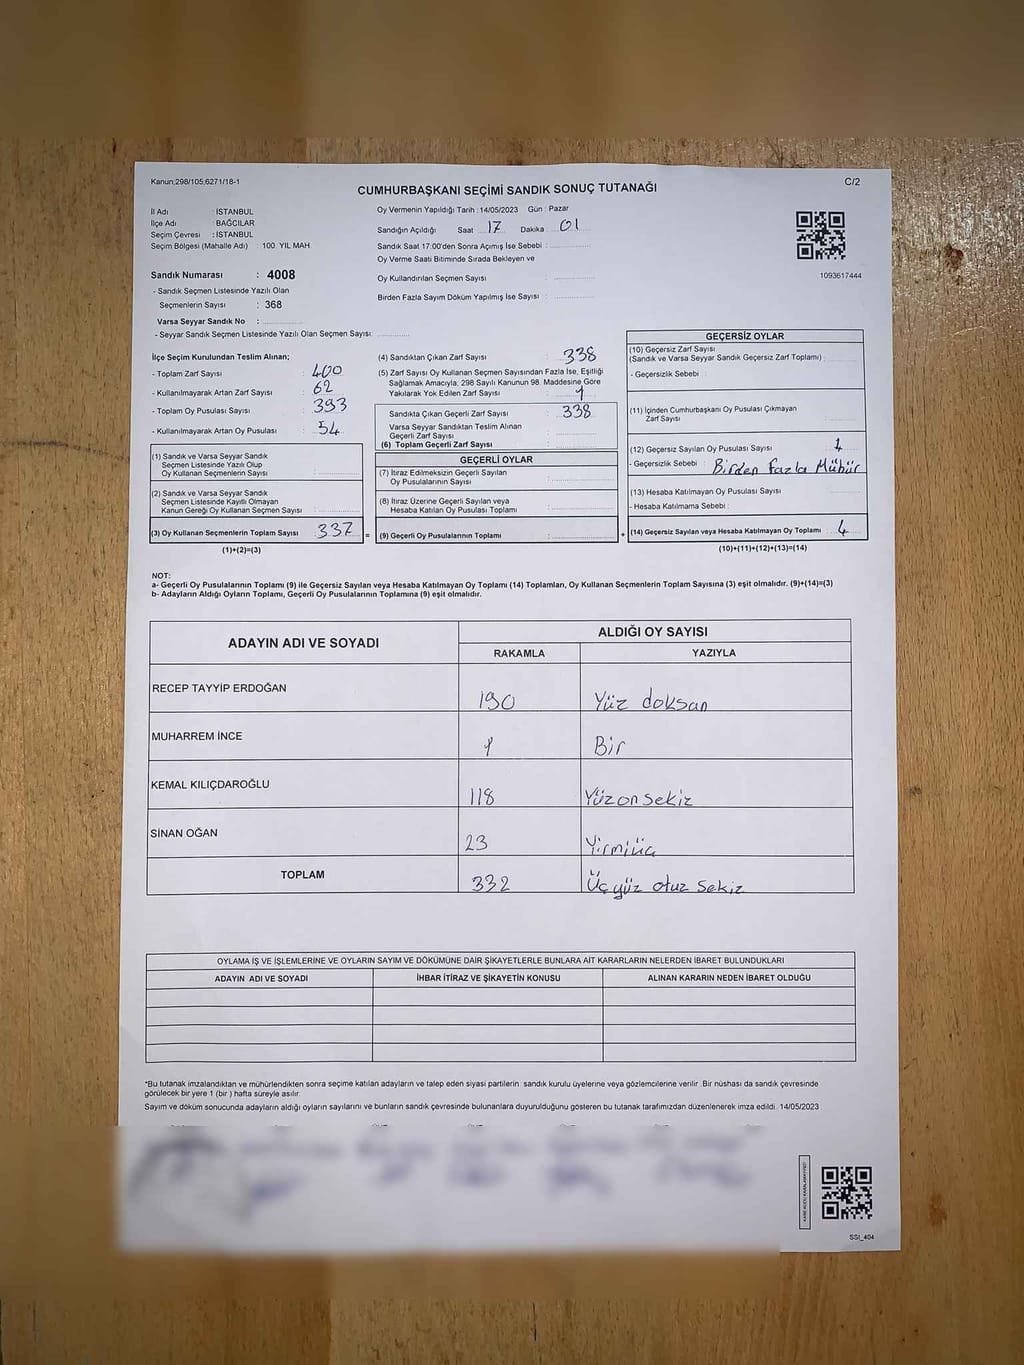 Kanun;298/105,6271/18-1
C/2
CUMHURBAŞKANI SEÇİMİ SANDIK SONUÇ TUTANAĞI
İl Adı : İSTANBUL
İlçe Adı : BAĞCILAR
Seçim Çevresi : İSTANBUL
Seçim Bölgesi (Mahalle Adı) : 100. YIL MAH.
Sandık Numarası : 4008
- Sandık Seçmen Listesinde Yazılı Olan
Seçmenlerin Sayısı : 368
Varsa Seyyar Sandık No :
- Seyyar Sandık Seçmen Listesinde Yazılı Olan Seçmen Sayısı:
Oy Vermenin Yapıldığı Tarih : 14/05/2023 Gün : Pazar
Sandığın Açıldığı Saat : 17 Dakika : 01
Sandık Saat 17:00'den Sonra Açımış İse Sebebi :
Oy Verme Saati Bitiminde Sırada Bekleyen ve
Oy Kullandırılan Seçmen Sayısı :
Birden Fazla Sayım Döküm Yapılmış İse Sayısı :
1093617444
İlçe Seçim Kurulundan Teslim Alınan;
- Toplam Zarf Sayısı : 400
- Kullanılmayarak Artan Zarf Sayısı : 62
- Toplam Oy Pusulası Sayısı : 393
- Kullanılmayarak Artan Oy Pusulası : 54
(1) Sandık ve Varsa Seyyar Sandık
Seçmen Listesinde Yazılı Olup
Oy Kullanan Seçmenlerin Sayısı :
(2) Sandık ve Varsa Seyyar Sandık
Seçmen Listesinde Kayıtlı Olmayan
Kanun Gereği Oy Kullanan Seçmen Sayısı :
(3) Oy Kullanan Seçmenlerin Toplam Sayısı : 337 =
(1)+(2)=(3)
(4) Sandıktan Çıkan Zarf Sayısı : 338
(5) Zarf Sayısı Oy Kullanan Seçmen Sayısından Fazla İse, Eşitliği
Sağlamak Amacıyla, 298 Sayılı Kanunun 98. Maddesine Göre
Yakılarak Yok Edilen Zarf Sayısı : 1
Sandıkta Çıkan Geçerli Zarf Sayısı : 338
Varsa Seyyar Sandıktan Teslim Alınan
Geçerli Zarf Sayısı :
(6) Toplam Geçerli Zarf Sayısı :
GEÇERLİ OYLAR
(7) İtiraz Edilmeksizin Geçerli Sayılan
Oy Pusulasının Sayısı :
(8) İtiraz Üzerine Geçerli Sayılan veya
Hesaba Katılan Oy Pusulası Toplamı :
(9) Geçerli Oy Pusulalarının Toplamı : +
GEÇERSİZ OYLAR
(10) Geçersiz Zarf Sayısı
(Sandık ve Varsa Seyyar Sandık Geçersiz Zarf Toplamı) :
- Geçersizlik Sebebi :
(11) İçinden Cumhurbaşkanı Oy Pusulası Çıkmayan
Zarf Sayısı :
(12) Geçersiz Sayılan Oy Pusulası Sayısı : 4
- Geçersizlik Sebebi : Birden Fazla Mühür
(13) Hesaba Katılmayan Oy Pusulası Sayısı :
- Hesaba Katılmama Sebebi :
(14) Geçersiz Sayılan veya Hesaba Katılmayan Oy Toplamı : 4
(10)+(11)+(12)+(13)=(14)
NOT:
a- Geçerli Oy Pusulalarının Toplamı (9) ile Geçersiz Sayılan veya Hesaba Katılmayan Oy Toplamı (14) Toplamları, Oy Kullanan Seçmenlerin Toplam Sayısına (3) eşit olmalıdır. (9)+(14)=(3)
b- Adayların Aldığı Oyların Toplamı, Geçerli Oy Pusulalarının Toplamına (9) eşit olmalıdır.
ADAYIN ADI VE SOYADI
ALDIĞI OY SAYISI
RAKAMLA YAZIYLA
RECEP TAYYİP ERDOĞAN 190 Yüz doksan
MUHARREM İNCE 1 Bir
KEMAL KILIÇDAROĞLU 118 Yüzonsekiz
SİNAN OĞAN 23 Yirmiüç
TOPLAM 332 Üçyüz otuz sekiz
OYLAMA İŞ VE İŞLEMLERİNE VE OYLARIN SAYIM VE DÖKÜMÜNE DAİR ŞİKAYETLERLE BUNLARA AİT KARARLARIN NELERDEN İBARET BULUNDUKLARI
ADAYIN ADI VE SOYADI İHBAR İTİRAZ VE ŞİKAYETİN KONUSU ALINAN KARARIN NEDEN İBARET OLDUĞU
*Bu tutanak imzalandıktan ve mühürlendikten sonra seçime katılan adayların ve talep eden siyasi partilerin sandık kurulu üyelerine veya gözlemcilerine verilir .Bir nüshası da sandık çevresinde
görülecek bir yere 1 (bir ) hafta süreyle asılır.
Sayım ve döküm sonucunda adayların aldığı oyların sayılarını ve bunların sandık çevresinde bulunanlara duyurulduğunu gösteren bu tutanak tarafımızdan düzenlenerek imza edildi. 14/05/2023
SSI_404